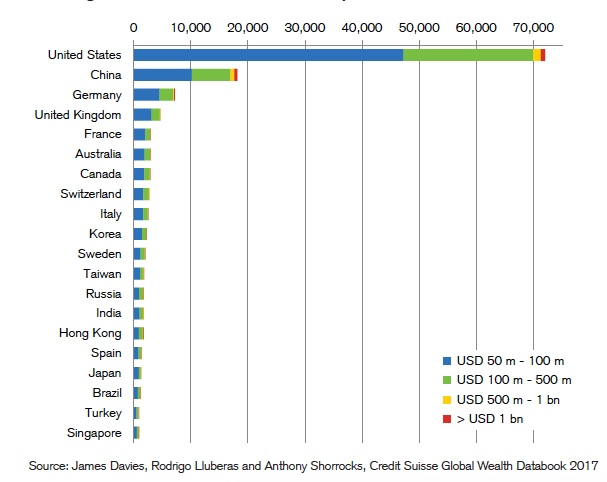 0 10,000 20,000 30,000 40,000 50,000 60,000 70,000
United States
China
Germany
United Kingdom
France
Australia
Canada
Switzerland
Italy
Korea
Sweden
Taiwan
Russia
India
Hong Kong
Spain
Japan
Brazil
Turkey
Singapore
USD 50 m - 100 m
USD 100 m - 500 m
USD 500 m - 1 bn
> USD 1 bn
Source: James Davies, Rodrigo Lluberas and Anthony Shorrocks, Credit Suisse Global Wealth Databook 2017